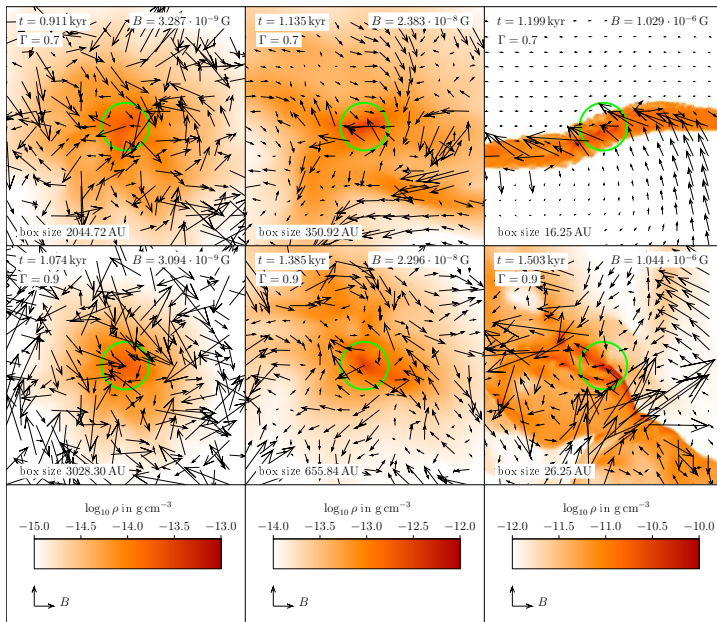 t = 0.911 kyr B = 3.287 · 10⁻⁹ G
Γ = 0.7
box size 2044.72 AU
t = 1.135 kyr B = 2.383 · 10⁻⁸ G
Γ = 0.7
box size 350.92 AU
t = 1.199 kyr B = 1.029 · 10⁻⁶ G
Γ = 0.7
box size 16.25 AU
t = 1.074 kyr B = 3.094 · 10⁻⁹ G
Γ = 0.9
box size 3028.30 AU
t = 1.385 kyr B = 2.296 · 10⁻⁸ G
Γ = 0.9
box size 655.84 AU
t = 1.503 kyr B = 1.044 · 10⁻⁶ G
Γ = 0.9
box size 26.25 AU
log₁₀ ρ in g cm⁻³
−15.0 −14.5 −14.0 −13.5 −13.0
B
log₁₀ ρ in g cm⁻³
−14.0 −13.5 −13.0 −12.5 −12.0
B
log₁₀ ρ in g cm⁻³
−12.0 −11.5 −11.0 −10.5 −10.0
B